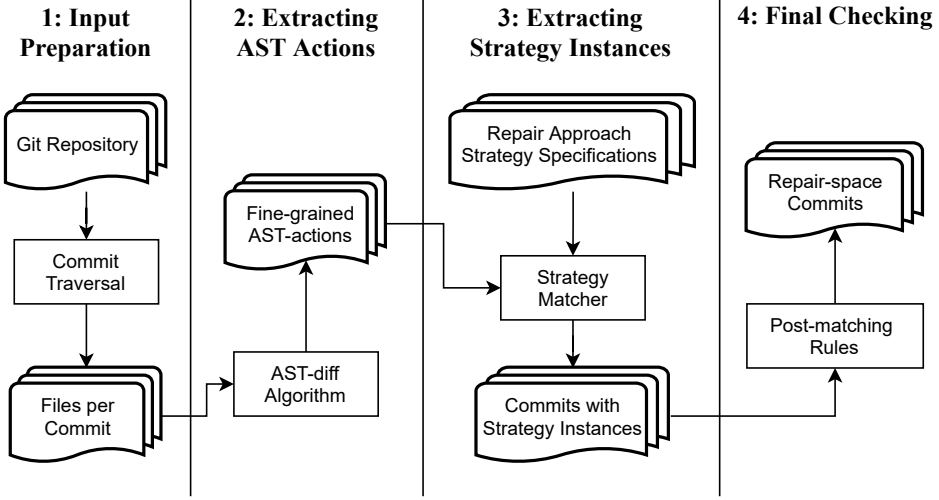 1: Input
Preparation
Git Repository
Commit
Traversal
Files per
Commit
2: Extracting
AST Actions
Fine-grained
AST-actions
AST-diff
Algorithm
3: Extracting
Strategy Instances
Repair Approach
Strategy Specifications
Strategy
Matcher
Commits with
Strategy Instances
4: Final Checking
Repair-space
Commits
Post-matching
Rules